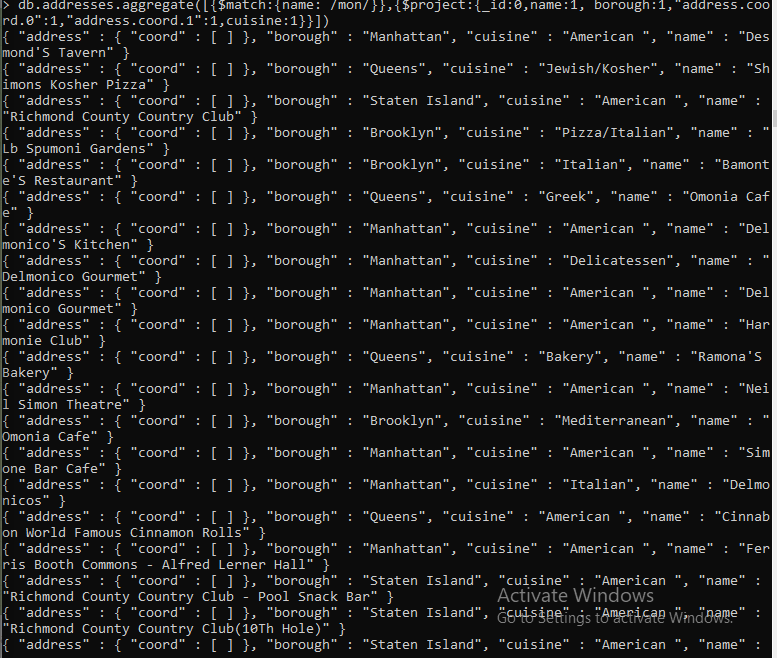 > db.addresses.aggregate([{$match:{name: /mon/}},{$project:{_id:0,name:1, borough:1,"address.coo
rd.0":1,"address.coord.1":1,cuisine:1}}])
{ "address" : { "coord" : [ ] }, "borough" : "Manhattan", "cuisine" : "American ", "name" : "Des
mond'S Tavern" }
{ "address" : { "coord" : [ ] }, "borough" : "Queens", "cuisine" : "Jewish/Kosher", "name" : "Sh
imons Kosher Pizza" }
{ "address" : { "coord" : [ ] }, "borough" : "Staten Island", "cuisine" : "American ", "name" :
"Richmond County Country Club" }
{ "address" : { "coord" : [ ] }, "borough" : "Brooklyn", "cuisine" : "Pizza/Italian", "name" : "
Lb Spumoni Gardens" }
{ "address" : { "coord" : [ ] }, "borough" : "Brooklyn", "cuisine" : "Italian", "name" : "Bamont
e'S Restaurant" }
{ "address" : { "coord" : [ ] }, "borough" : "Queens", "cuisine" : "Greek", "name" : "Omonia Caf
e" }
{ "address" : { "coord" : [ ] }, "borough" : "Manhattan", "cuisine" : "American ", "name" : "Del
monico'S Kitchen" }
{ "address" : { "coord" : [ ] }, "borough" : "Manhattan", "cuisine" : "Delicatessen", "name" : "
Delmonico Gourmet" }
{ "address" : { "coord" : [ ] }, "borough" : "Manhattan", "cuisine" : "American ", "name" : "Del
monico Gourmet" }
{ "address" : { "coord" : [ ] }, "borough" : "Manhattan", "cuisine" : "American ", "name" : "Har
monie Club" }
{ "address" : { "coord" : [ ] }, "borough" : "Queens", "cuisine" : "Bakery", "name" : "Ramona'S
Bakery" }
{ "address" : { "coord" : [ ] }, "borough" : "Manhattan", "cuisine" : "American ", "name" : "Nei
l Simon Theatre" }
{ "address" : { "coord" : [ ] }, "borough" : "Brooklyn", "cuisine" : "Mediterranean", "name" : "
Omonia Cafe" }
{ "address" : { "coord" : [ ] }, "borough" : "Manhattan", "cuisine" : "American ", "name" : "Sim
one Bar Cafe" }
{ "address" : { "coord" : [ ] }, "borough" : "Manhattan", "cuisine" : "Italian", "name" : "Delmo
nicos" }
{ "address" : { "coord" : [ ] }, "borough" : "Queens", "cuisine" : "American ", "name" : "Cinnab
on World Famous Cinnamon Rolls" }
{ "address" : { "coord" : [ ] }, "borough" : "Manhattan", "cuisine" : "American ", "name" : "Fer
ris Booth Commons - Alfred Lerner Hall" }
{ "address" : { "coord" : [ ] }, "borough" : "Staten Island", "cuisine" : "American ", "name" :
"Richmond County Country Club - Pool Snack Bar" }
{ "address" : { "coord" : [ ] }, "borough" : "Staten Island", "cuisine" : "American ", "name" :
"Richmond County Country Club(10Th Hole)" }
{ "address" : { "coord" : [ ] }, "borough" : "Staten Island", "cuisine" : "American ", "name" :
Activate Windows
Go to Settings to activate Windows.